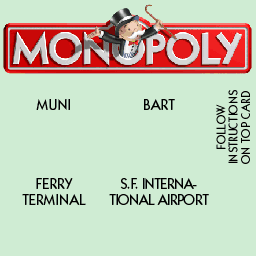 MONOPOLY
MUNI
BART
FOLLOW
INSTRUCTIONS
ON TOP CARD
FERRY
TERMINAL
S.F. INTERNA-
TIONAL AIRPORT